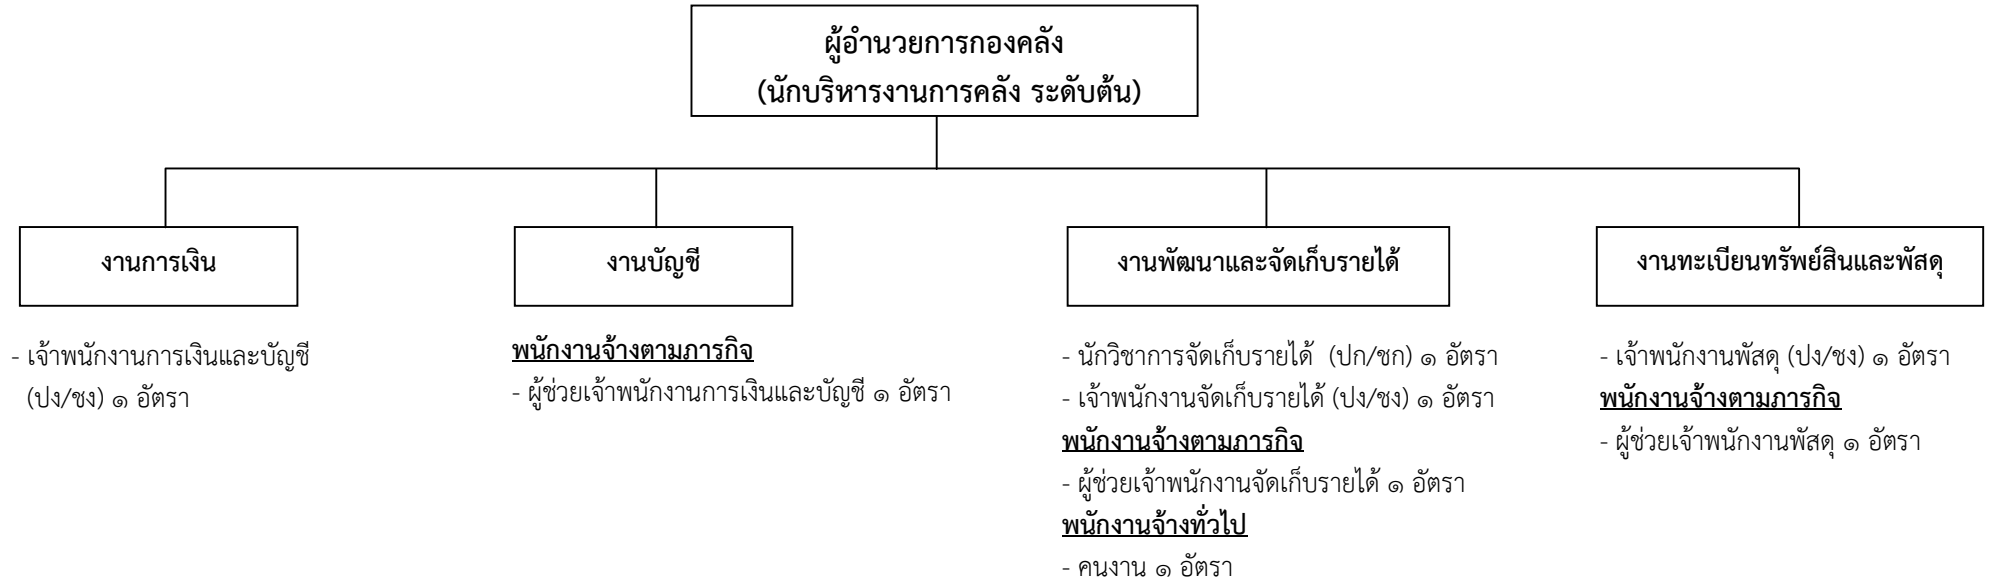 ผู้อำนวยการกองคลัง
(นักบริหารงานการคลัง ระดับต้น)
งานการเงิน
- เจ้าพนักงานการเงินและบัญชี
(ปง/ชง) ๑ อัตรา
งานบัญชี
พนักงานจ้างตามภารกิจ
- ผู้ช่วยเจ้าพนักงานการเงินและบัญชี ๑ อัตรา
งานพัฒนาและจัดเก็บรายได้
- นักวิชาการจัดเก็บรายได้ (ปก/ชก) ๑ อัตรา
- เจ้าพนักงานจัดเก็บรายได้ (ปง/ชง) ๑ อัตรา
พนักงานจ้างตามภารกิจ
- ผู้ช่วยเจ้าพนักงานจัดเก็บรายได้ ๑ อัตรา
พนักงานจ้างทั่วไป
- คนงาน ๑ อัตรา
งานทะเบียนทรัพย์สินและพัสดุ
- เจ้าพนักงานพัสดุ (ปง/ชง) ๑ อัตรา
พนักงานจ้างตามภารกิจ
- ผู้ช่วยเจ้าพนักงานพัสดุ ๑ อัตรา